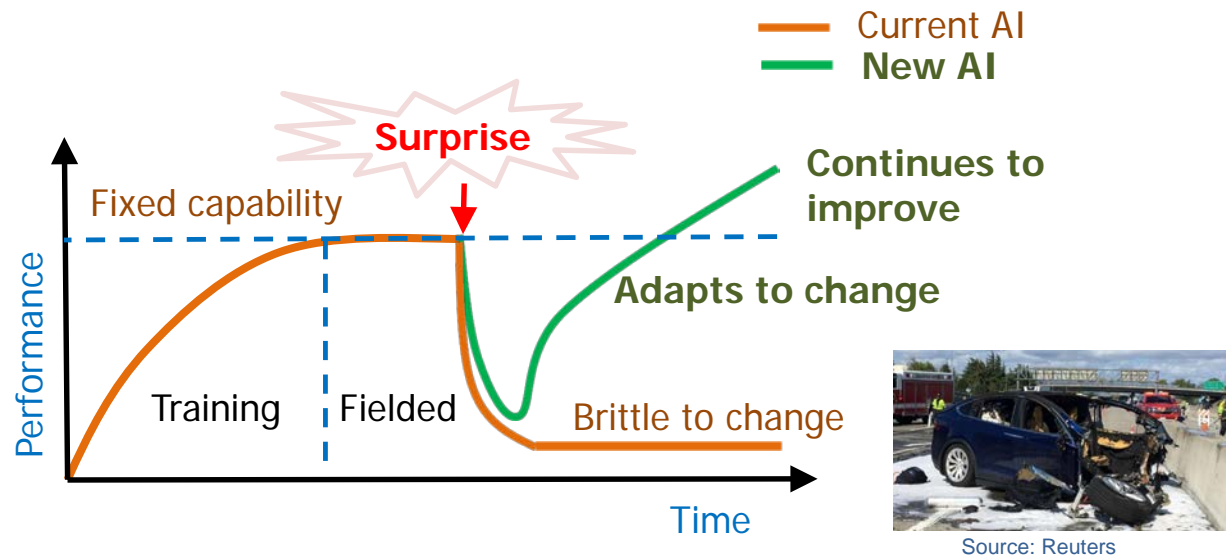 Current AI
New AI
Surprise
Continues to
improve
Fixed capability
Adapts to change
Performance
Training
Fielded
Brittle to change
Time
Source: Reuters